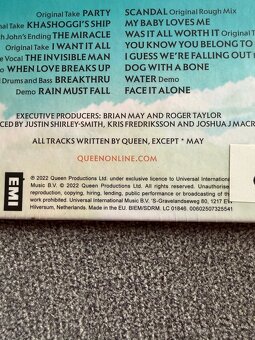 Original Take PARTY
Original Take KHASHOGGI'S SHIP
th John's Ending THE MIRACLE
ginal Take I WANT IT ALL
e Vocal THE INVISIBLE MAN
WHEN LOVE BREAKS UP
Drums and Bass BREAKTHRU
Demo RAIN MUST FALL
SCANDAL Original Rough Mix
MY BABY LOVES ME
WAS IT ALL WORTH IT Original T
YOU KNOW YOU BELONG TO
I GUESS WE'RE FALLING OUT
DOG WITH A BONE
WATER Demo
FACE IT ALONE
EXECUTIVE PRODUCERS: BRIAN MAY AND ROGER TAYLOR
CED BY JUSTIN SHIRLEY-SMITH, KRIS FREDRIKSSON AND JOSHUA J MACR
ALL TRACKS WRITTEN BY QUEEN, EXCEPT * MAY
QUEENONLINE.COM
EMI
℗ 2022 Queen Productions Ltd. under exclusive licence to Universal Internation
Music B.V. © 2022 Queen Productions Ltd. All rights reserved. Unauthorise
reproduction, copying, hiring, lending, public performance or broadcasting of t
work prohibited. Universal International Music B.V., 'S-Gravelandseweg 80, 1217 EW
Hilversum, Netherlands. Made in the E.U. BIEM/SDRM. LC 01846. 00602507325541